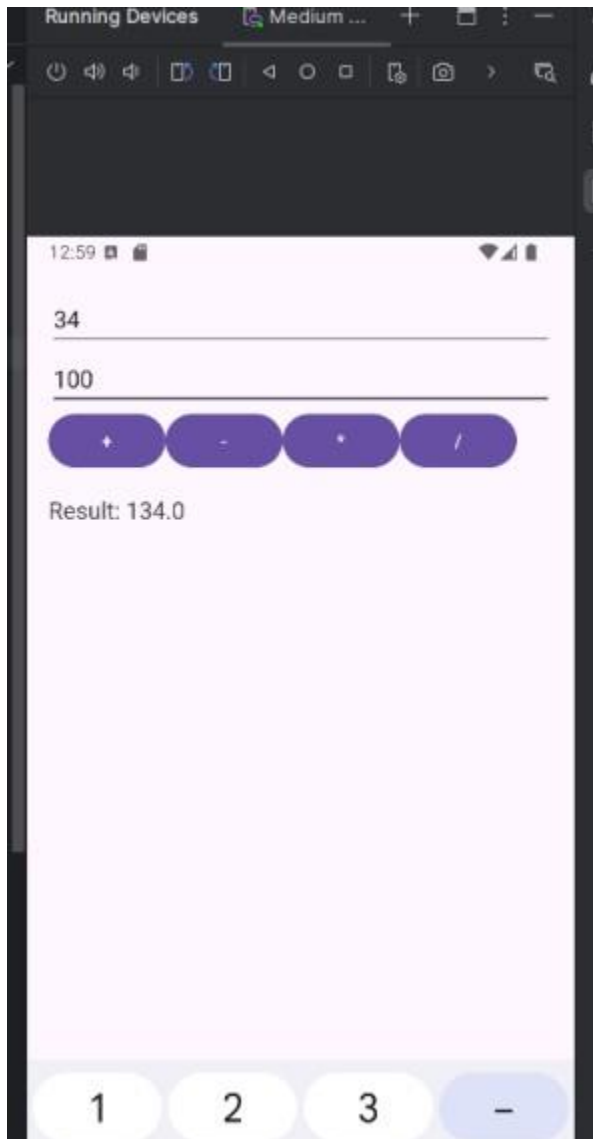 Running Devices Medium ...
12:59
34
100
+ - * /
Result: 134.0
1 2 3 –